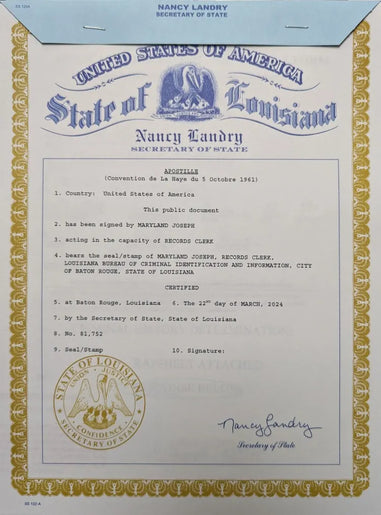 SS 102A
NANCY LANDRY
SECRETARY OF STATE
UNITED STATES OF AMERICA
State of Louisiana
Nancy Landry
SECRETARY OF STATE
APOSTILLE
(Convention de La Haye du 5 Octobre 1961)
1. Country: United States of America
This public document
2. has been signed by MARYLAND JOSEPH
3. acting in the capacity of RECORDS CLERK
4. bears the seal/stamp of MARYLAND JOSEPH, RECORDS CLERK,
LOUISIANA BUREAU OF CRIMINAL IDENTIFICATION AND INFORMATION, CITY
OF BATON ROUGE, STATE OF LOUISIANA
CERTIFIED
5. at Baton Rouge, Louisiana 6. The 22nd day of MARCH, 2024
7. by the Secretary of State, State of Louisiana
8. No. 81,752
9. Seal/Stamp 10. Signature:
STATE OF LOUISIANA
UNION JUSTICE
CONFIDENCE
SECRETARY OF STATE
Nancy Landry
Secretary of State
SS 102 A